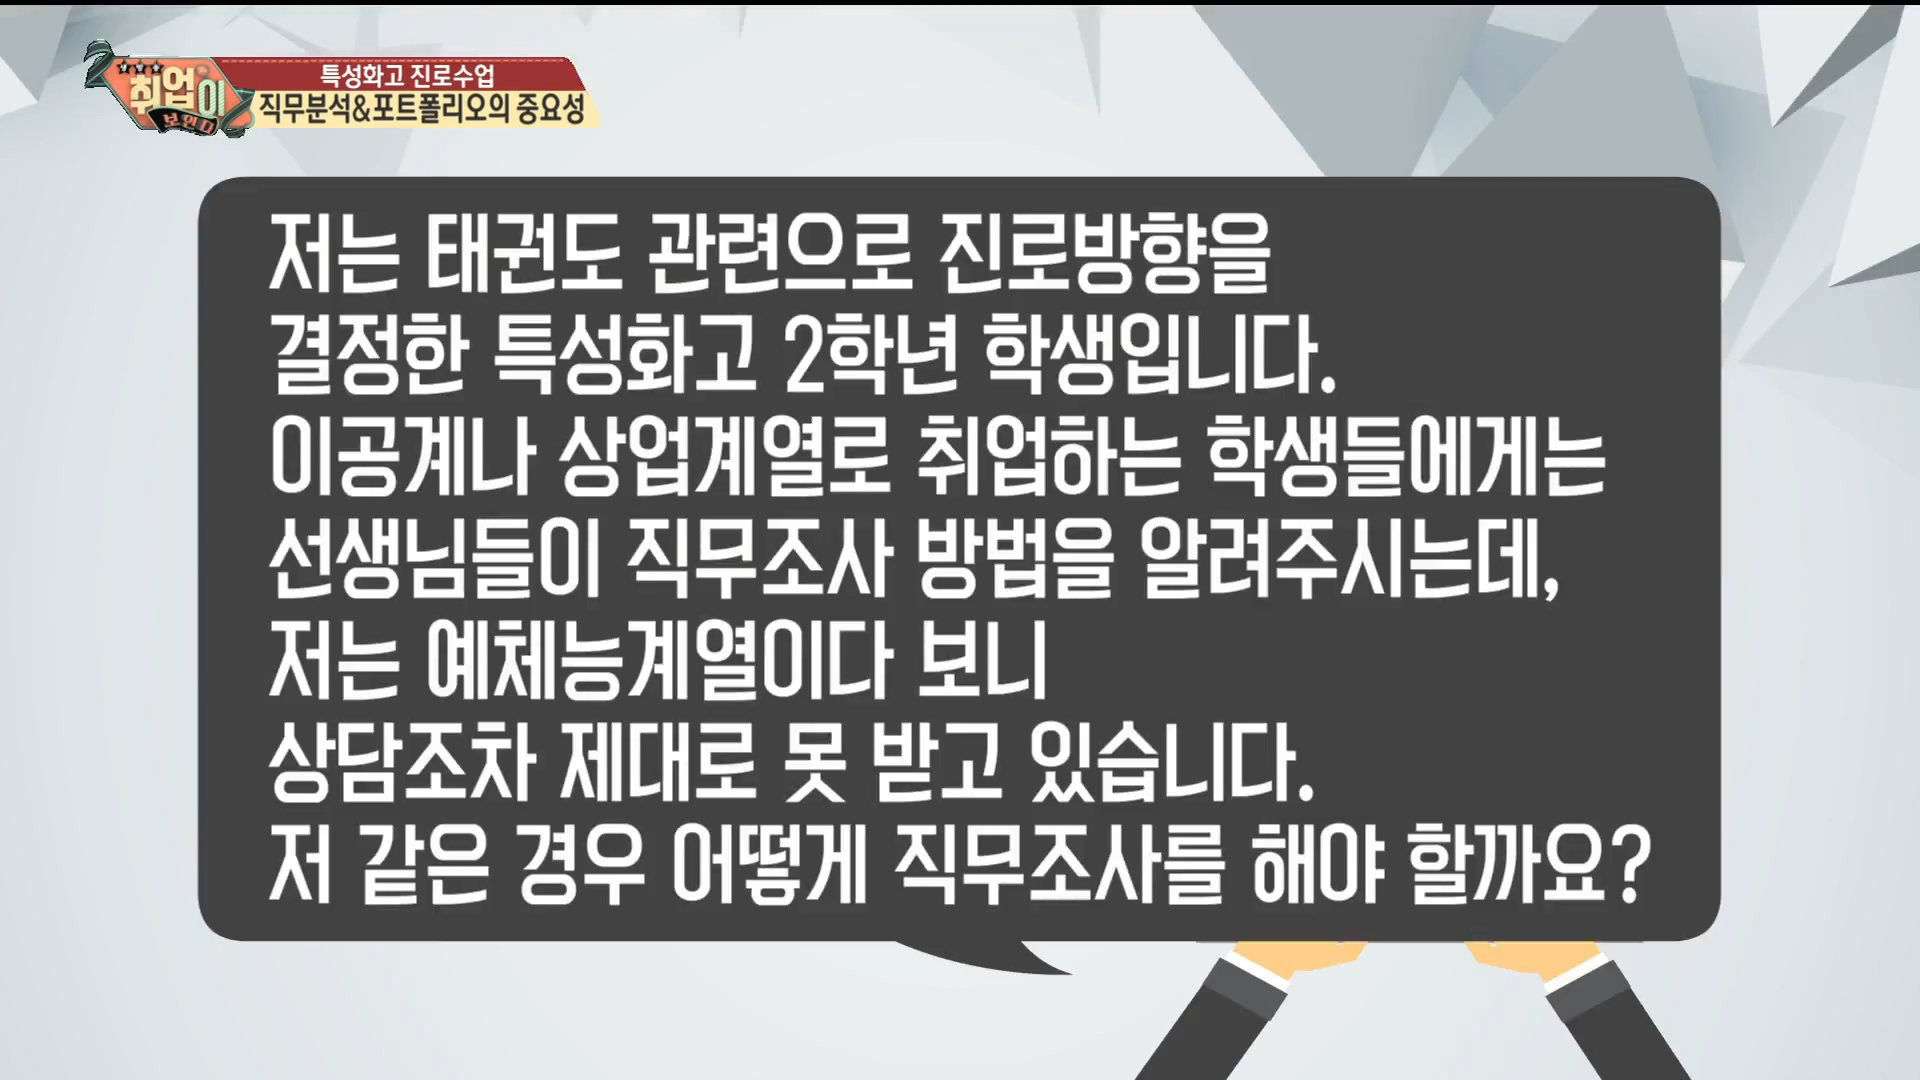 취업이
보인다
특성화고 진로수업
직무분석&포트폴리오의 중요성
저는 태권도 관련으로 진로방향을
결정한 특성화고 2학년 학생입니다.
이공계나 상업계열로 취업하는 학생들에게는
선생님들이 직무조사 방법을 알려주시는데,
저는 예체능계열이다 보니
상담조차 제대로 못 받고 있습니다.
저 같은 경우 어떻게 직무조사를 해야 할까요?